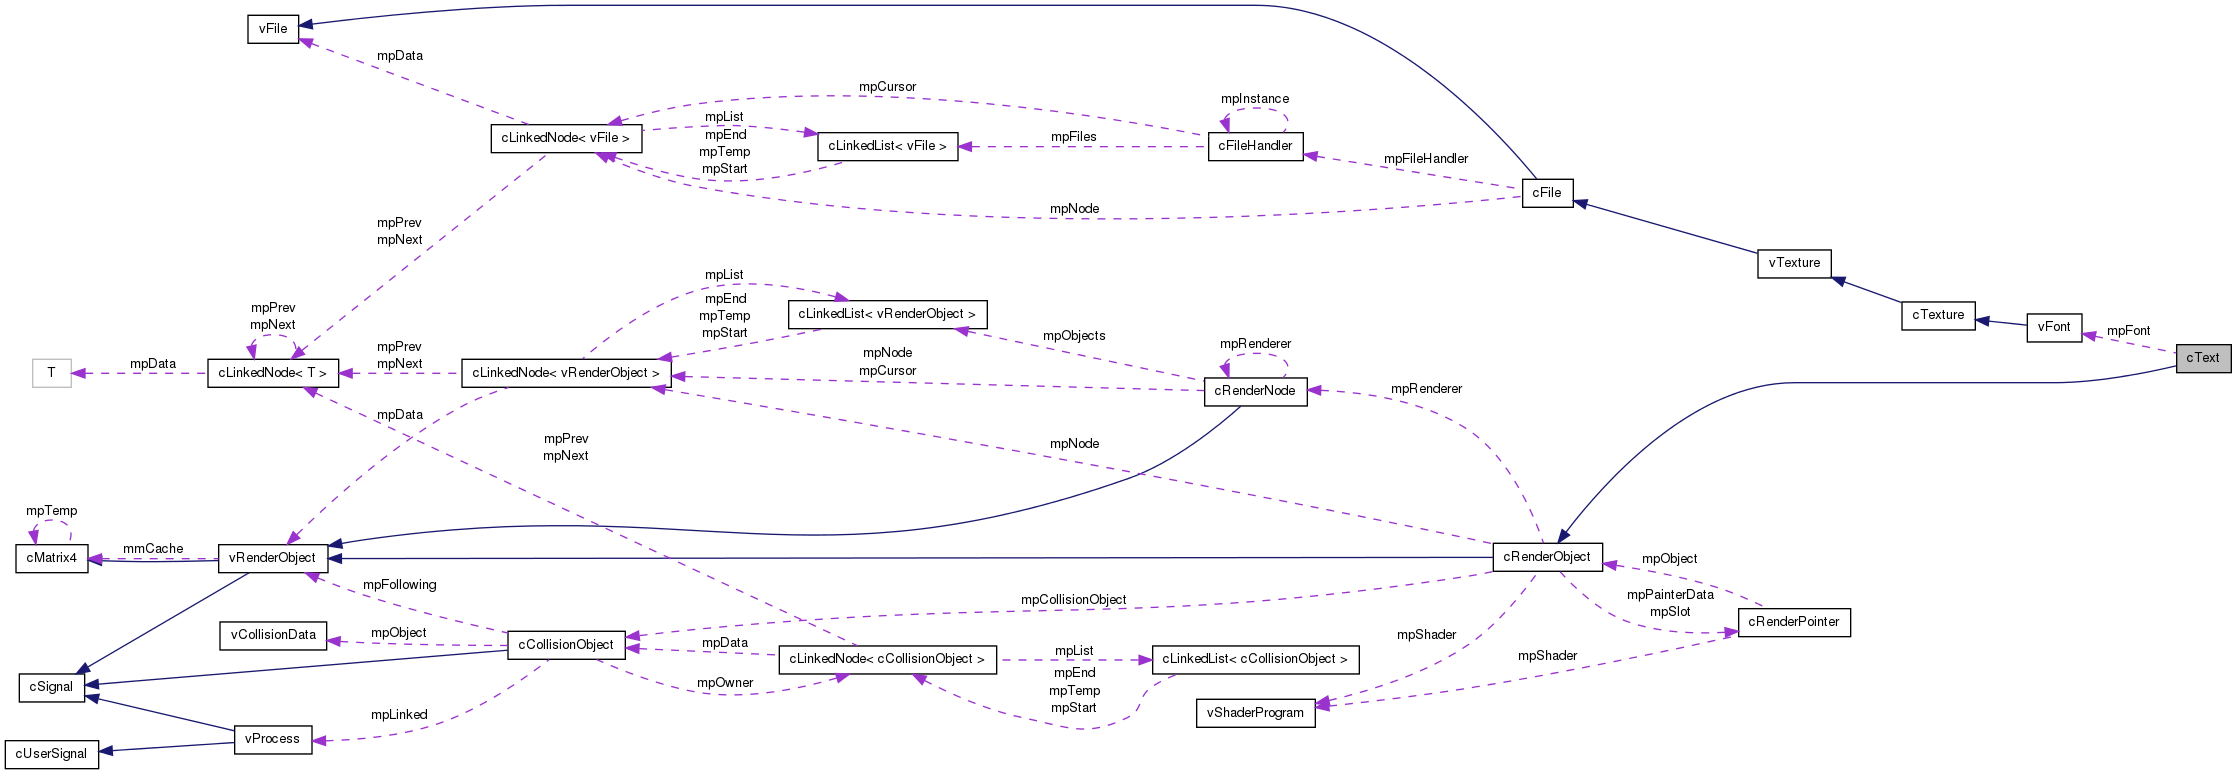 vFile
mpData
mpCursor
mpInstance
mpList
cLinkedNode< vFile >
mpEnd
mpTemp
mpStart
cLinkedList< vFile >
mpFiles
cFileHandler
mpFileHandler
cFile
mpNode
mpPrev
mpNext
vTexture
mpList
mpPrev
mpNext
mpEnd
mpTemp
mpStart
cLinkedList< vRenderObject >
cTexture
vFont
mpFont
cText
mpObjects
mpRenderer
T
mpData
cLinkedNode< T >
mpPrev
mpNext
cLinkedNode< vRenderObject >
mpNode
mpCursor
cRenderNode
mpRenderer
mpData
mpPrev
mpNext
mpNode
mpTemp
cMatrix4
mmCache
vRenderObject
cRenderObject
mpObject
mpFollowing
mpCollisionObject
mpPainterData
mpSlot
cRenderPointer
vCollisionData
mpObject
cCollisionObject
mpData
cLinkedNode< cCollisionObject >
mpList
cLinkedList< cCollisionObject >
mpShader
mpShader
cSignal
mpOwner
mpEnd
mpTemp
mpStart
vShaderProgram
mpLinked
vProcess
cUserSignal